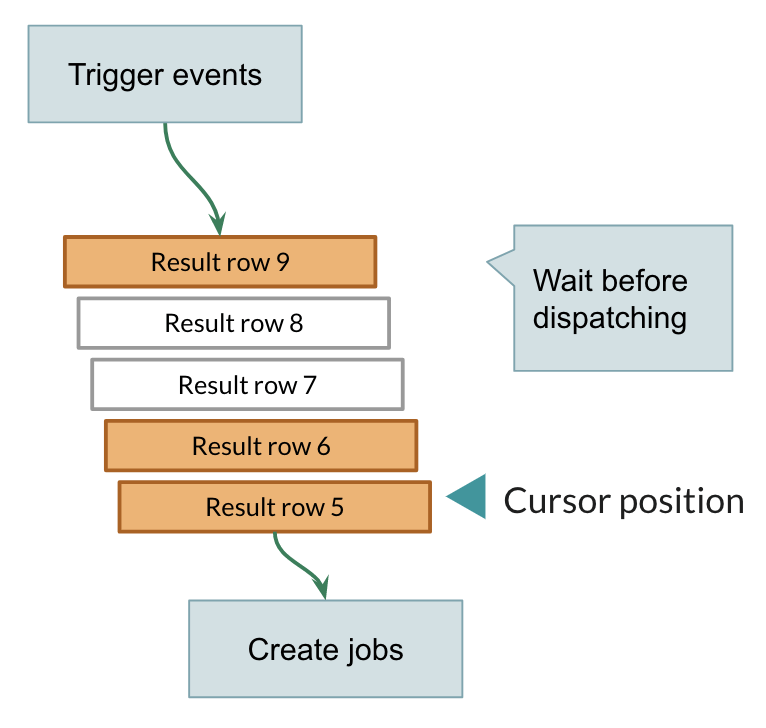 Trigger events
Result row 9
Wait before
dispatching
Result row 8
Result row 7
Result row 6
Result row 5
Cursor position
Create jobs